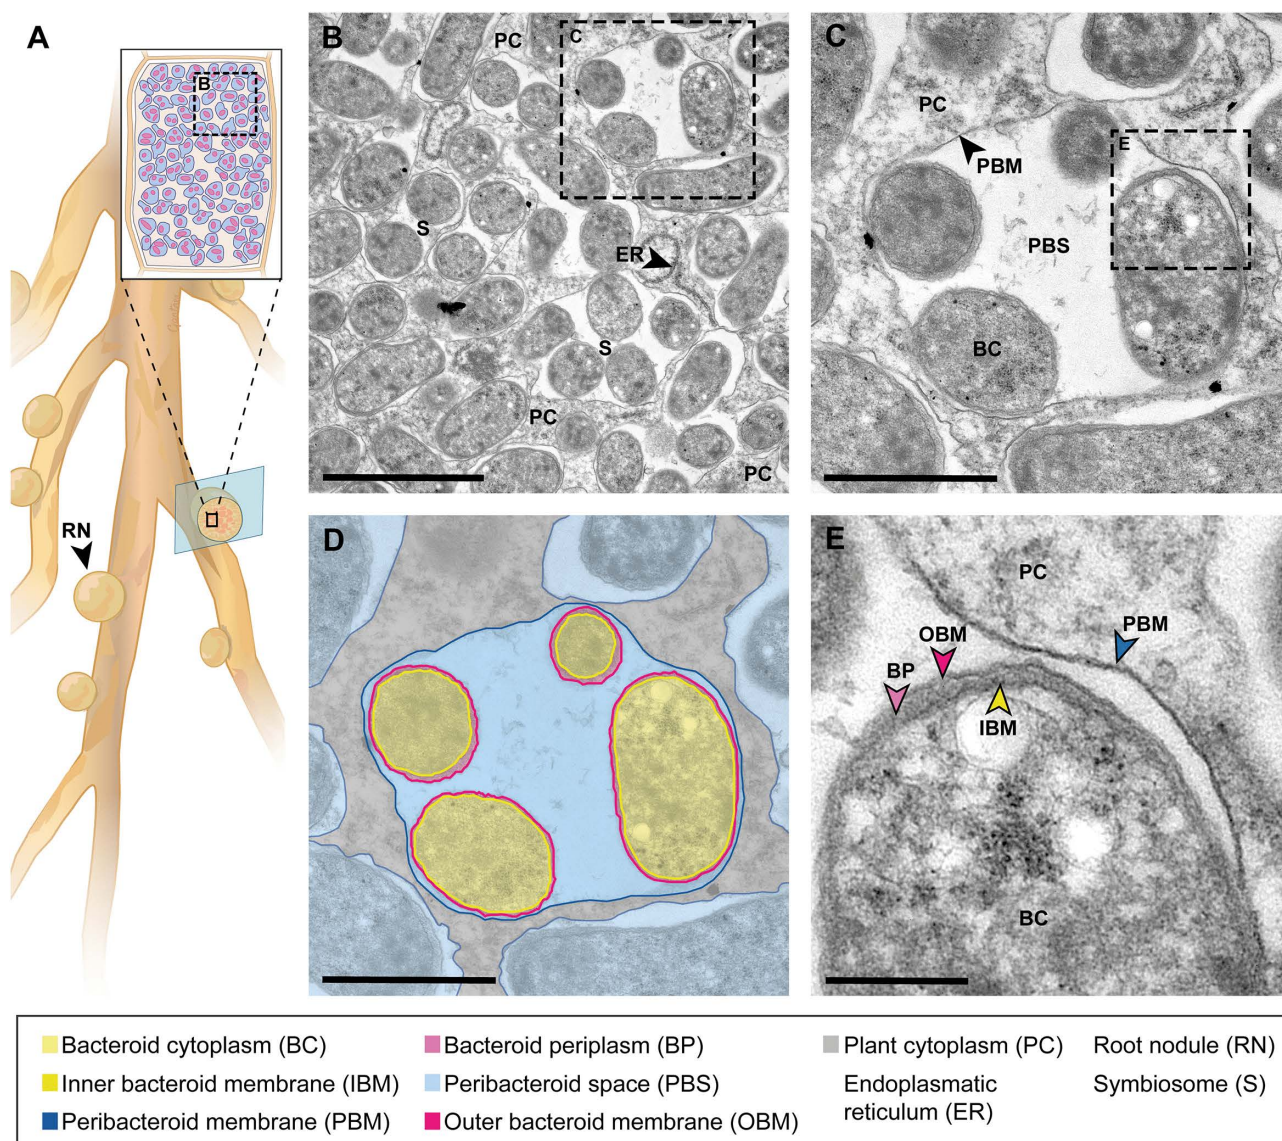 A
B
RN
B
PC
C
S
ER
S
PC
PC
C
PC
PBM
E
PBS
BC
D
E
PC
PBM
OBM
BP
IBM
BC
Bacteroid cytoplasm (BC)
Inner bacteroid membrane (IBM)
Peribacteroid membrane (PBM)
Bacteroid periplasm (BP)
Peribacteroid space (PBS)
Outer bacteroid membrane (OBM)
Plant cytoplasm (PC)
Endoplasmatic
reticulum (ER)
Root nodule (RN)
Symbiosome (S)